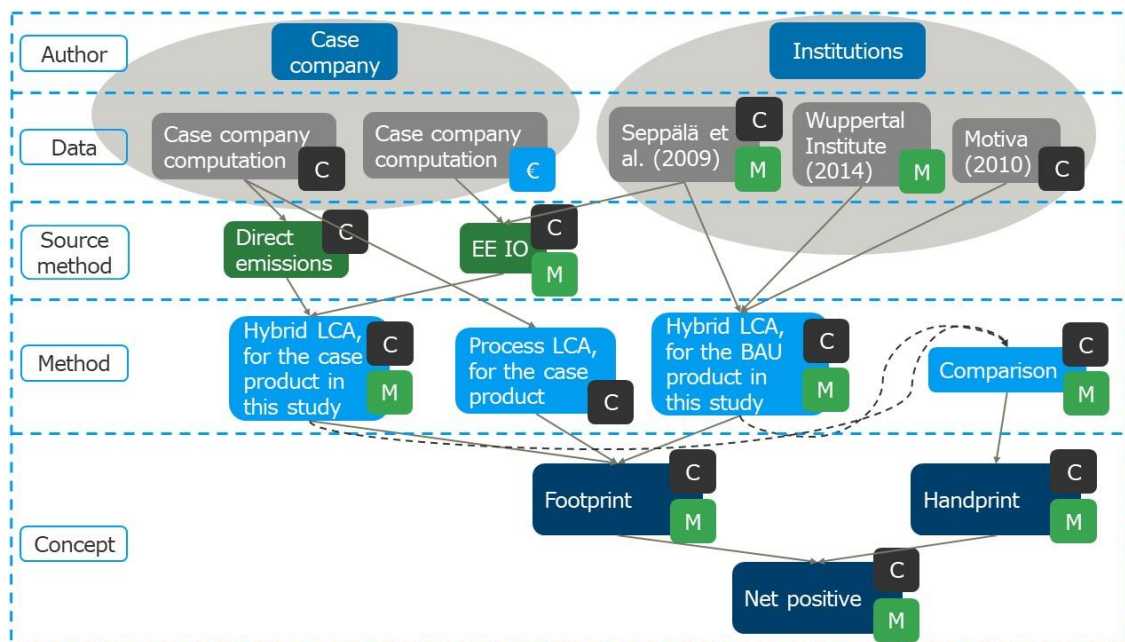 Author
Case
company
Institutions
Data
Case company
computation
C
Case company
computation
€
Seppälä et
al. (2009)
C
M
Wuppertal
Institute
(2014)
M
Motiva
(2010)
C
Source
method
Direct
emissions
C
EE IO
C
M
Method
Hybrid LCA,
for the case
product in
this study
C
M
Process LCA,
for the case
product
C
Hybrid LCA,
for the BAU
product in
this study
C
M
Comparison
C
M
Concept
Footprint
C
M
Handprint
C
M
Net positive
C
M